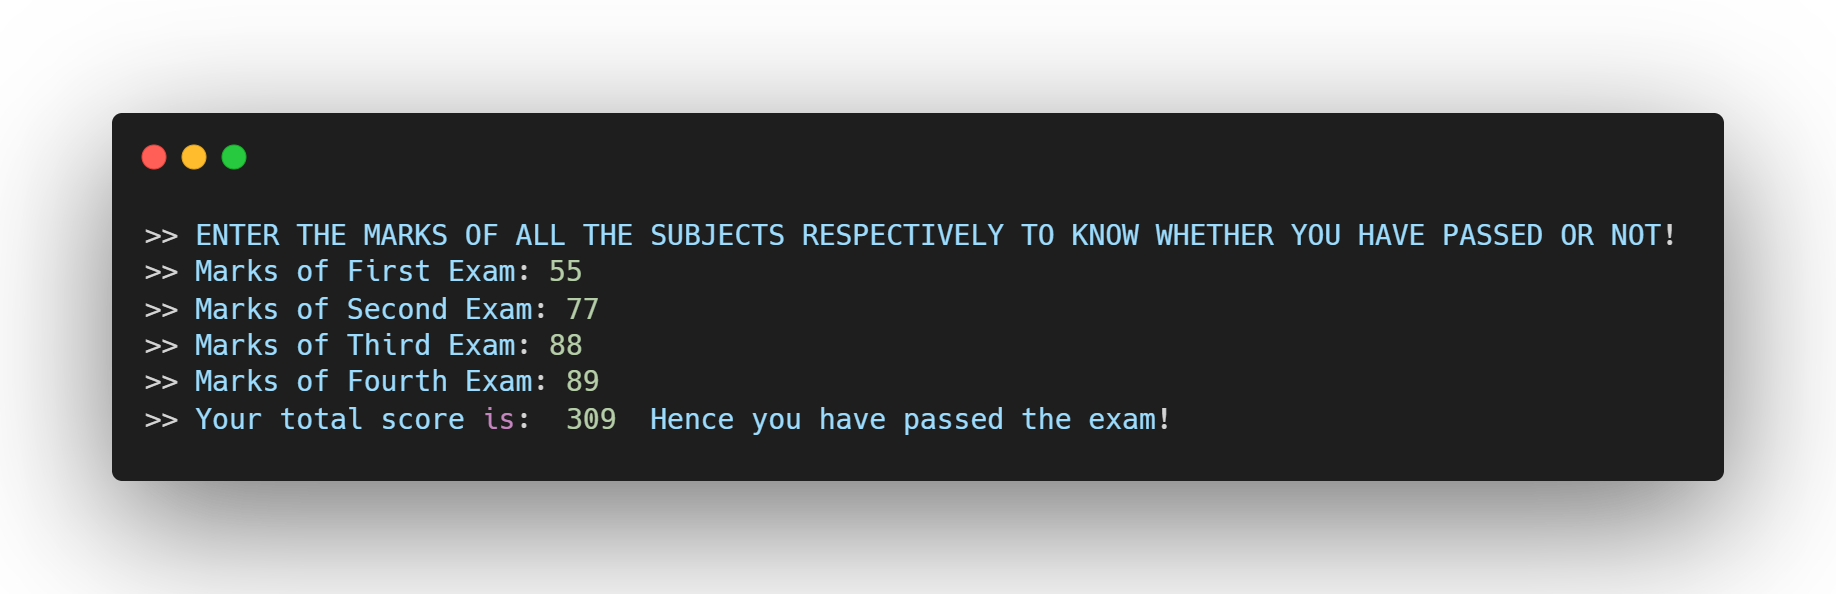 >> ENTER THE MARKS OF ALL THE SUBJECTS RESPECTIVELY TO KNOW WHETHER YOU HAVE PASSED OR NOT!
>> Marks of First Exam: 55
>> Marks of Second Exam: 77
>> Marks of Third Exam: 88
>> Marks of Fourth Exam: 89
>> Your total score is:  309  Hence you have passed the exam!